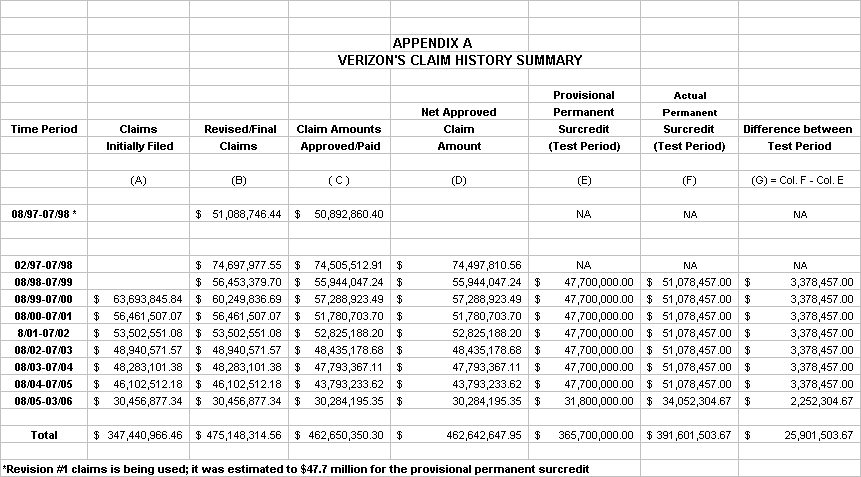 APPENDIX A
VERIZON'S CLAIM HISTORY SUMMARY
Provisional Actual
Net Approved Permanent Permanent
Time Period Claims Revised/Final Claim Amounts Claim Surcredit Surcredit Difference between
Initially Filed Claims Approved/Paid Amount (Test Period) (Test Period) Test Period
(A) (B) ( C ) (D) (E) (F) (G) = Col. F - Col. E
08/97-07/98 * $ 51,088,746.44 $ 50,892,860.40 NA NA NA
02/97-07/98 $ 74,697,977.55 $ 74,505,512.91 $ 74,497,810.56 NA NA NA
08/98-07/99 $ 56,453,379.70 $ 55,944,047.24 $ 55,944,047.24 $ 47,700,000.00 $ 51,078,457.00 $ 3,378,457.00
08/99-07/00 $ 63,693,845.84 $ 60,249,836.69 $ 57,288,923.49 $ 57,288,923.49 $ 47,700,000.00 $ 51,078,457.00 $ 3,378,457.00
08/00-07/01 $ 56,461,507.07 $ 56,461,507.07 $ 51,780,703.70 $ 51,780,703.70 $ 47,700,000.00 $ 51,078,457.00 $ 3,378,457.00
8/01-07/02 $ 53,502,551.08 $ 53,502,551.08 $ 52,825,188.20 $ 52,825,188.20 $ 47,700,000.00 $ 51,078,457.00 $ 3,378,457.00
08/02-07/03 $ 48,940,571.57 $ 48,940,571.57 $ 48,435,178.68 $ 48,435,178.68 $ 47,700,000.00 $ 51,078,457.00 $ 3,378,457.00
08/03-07/04 $ 48,283,101.38 $ 48,283,101.38 $ 47,793,367.11 $ 47,793,367.11 $ 47,700,000.00 $ 51,078,457.00 $ 3,378,457.00
08/04-07/05 $ 46,102,512.18 $ 46,102,512.18 $ 43,793,233.62 $ 43,793,233.62 $ 47,700,000.00 $ 51,078,457.00 $ 3,378,457.00
08/05-03/06 $ 30,456,877.34 $ 30,456,877.34 $ 30,284,195.35 $ 30,284,195.35 $ 31,800,000.00 $ 34,052,304.67 $ 2,252,304.67
Total $ 347,440,966.46 $ 475,148,314.56 $ 462,650,350.30 $ 462,642,647.95 $ 365,700,000.00 $ 391,601,503.67 $ 25,901,503.67
*Revision #1 claims is being used; it was estimated to $47.7 million for the provisional permanent surcredit